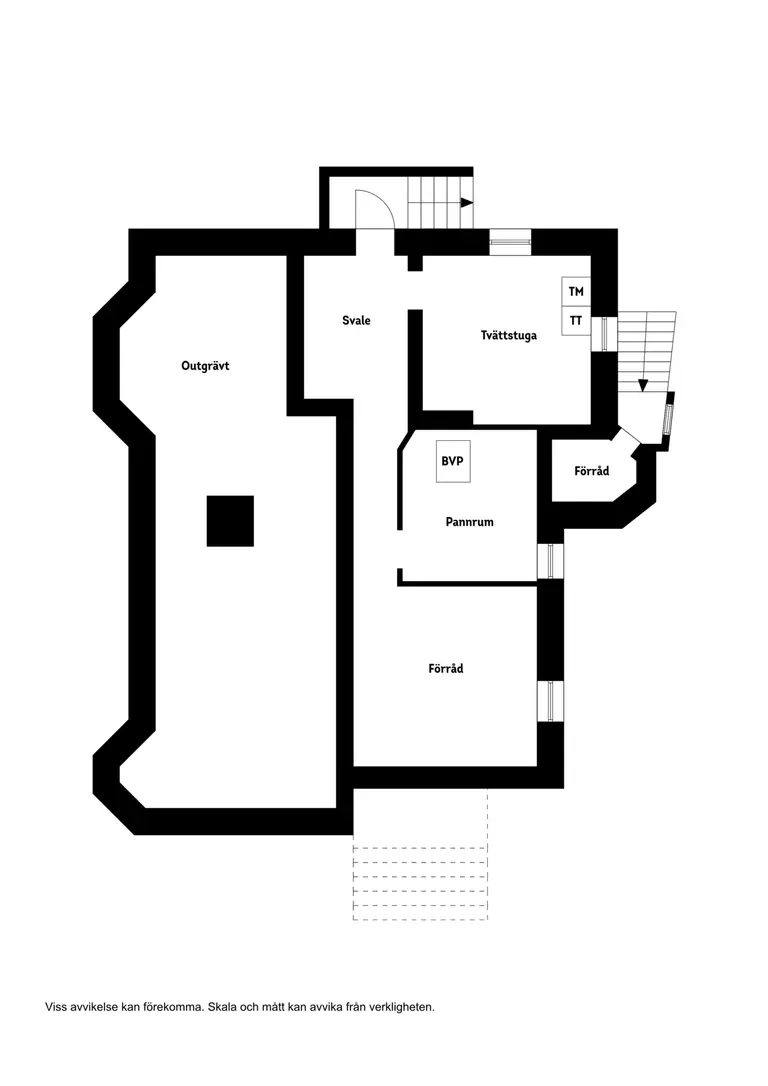 TM
Svale
TT
Tvättstuga
Outgrävt
BVP
Förråd
Pannrum
Förråd
Viss avvikelse kan förekomma. Skala och mått kan avvika från verkligheten.